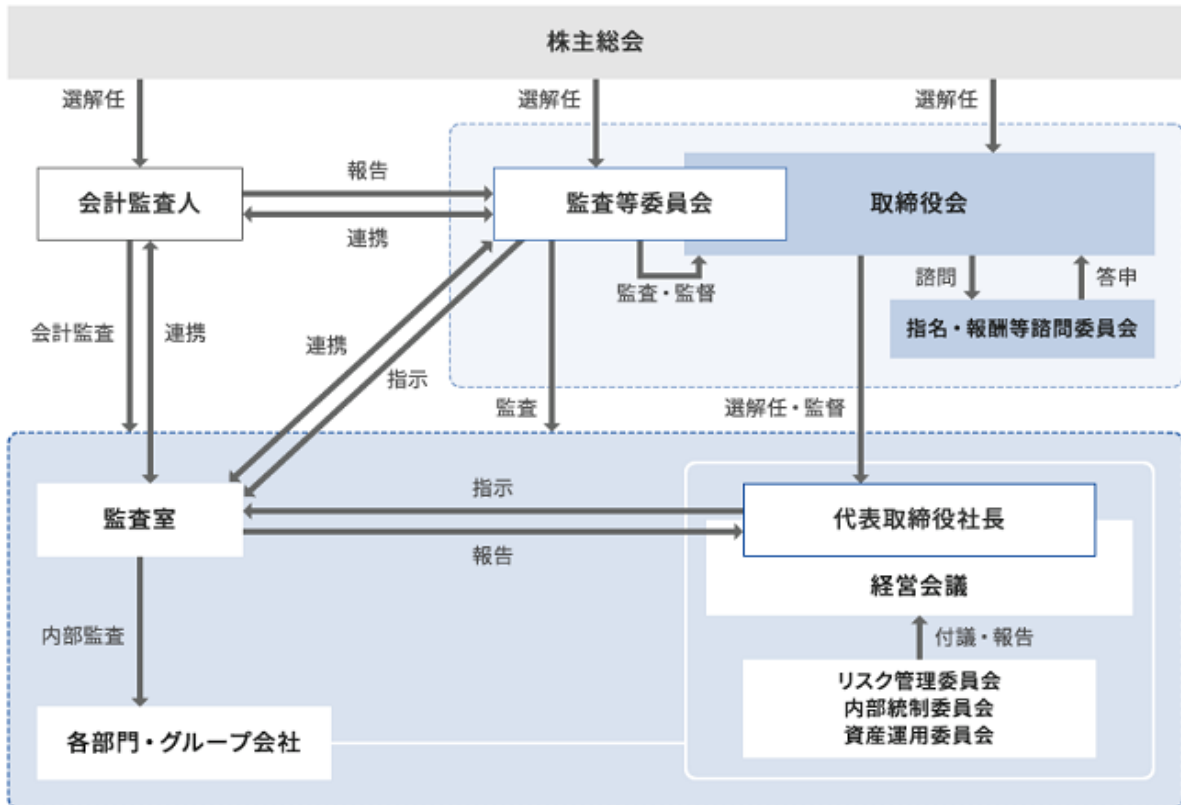 株主総会
選解任
選解任
選解任
会計監査人
報告
連携
監査等委員会
取締役会
監査・監督
諮問
答申
指名・報酬等諮問委員会
会計監査
連携
連携
指示
監査
選解任・監督
監査室
指示
報告
代表取締役社長
経営会議
内部監査
付議・報告
リスク管理委員会
内部統制委員会
資産運用委員会
各部門・グループ会社